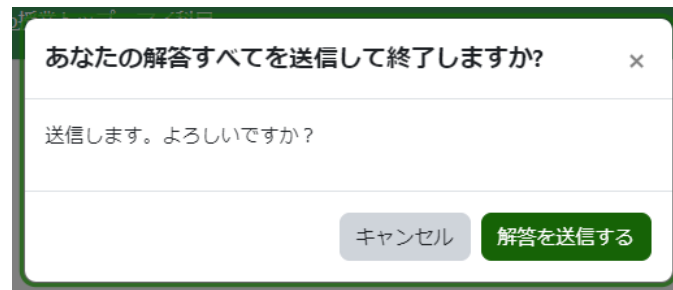 あなたの解答すべてを送信して終了しますか?
×
送信します。よろしいですか？
キャンセル
解答を送信する